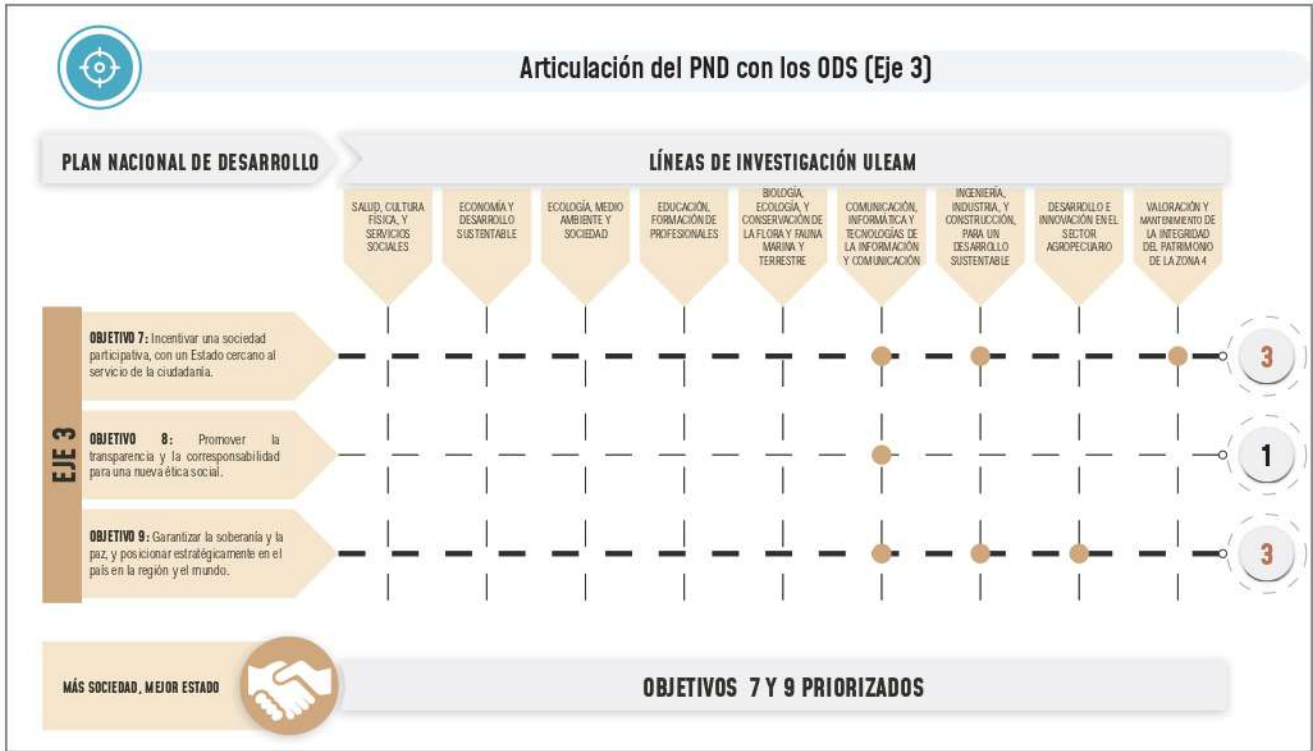 Articulación del PND con los ODS (Eje 3)
PLAN NACIONAL DE DESARROLLO
LÍNEAS DE INVESTIGACIÓN ULEAM
SALUD, CULTURA
FÍSICA, Y
SERVICIOS
SOCIALES
ECONOMÍA Y
DESARROLLO
SUSTENTABLE
ECOLOGÍA, MEDIO
AMBIENTE Y
SOCIEDAD
EDUCACIÓN,
FORMACIÓN DE
PROFESIONALES
BIOLOGÍA,
ECOLOGÍA, Y
CONSERVACIÓN DE
LA FLORA Y FAUNA
MARINA Y
TERRESTRE
COMUNICACIÓN,
INFORMÁTICA Y
TECNOLOGÍAS DE
LA INFORMACIÓN
Y COMUNICACIÓN
INGENIERÍA,
INDUSTRIA, Y
CONSTRUCCIÓN,
PARA UN
DESARROLLO
SUSTENTABLE
DESARROLLO E
INNOVACIÓN EN EL
SECTOR
AGROPECUARIO
VALORACIÓN Y
MANTENIMIENTO DE
LA INTEGRIDAD
DEL PATRIMONIO
DE LA ZONA 4
EJE 3
OBJETIVO 7: Incentivar una sociedad
participativa, con un Estado cercano al
servicio de la ciudadanía.
3
OBJETIVO 8: Promover la
transparencia y la corresponsabilidad
para una nueva ética social.
1
OBJETIVO 9: Garantizar la soberanía y la
paz, y posicionar estratégicamente en el
país en la región y el mundo.
3
MÁS SOCIEDAD, MEJOR ESTADO
OBJETIVOS 7 Y 9 PRIORIZADOS